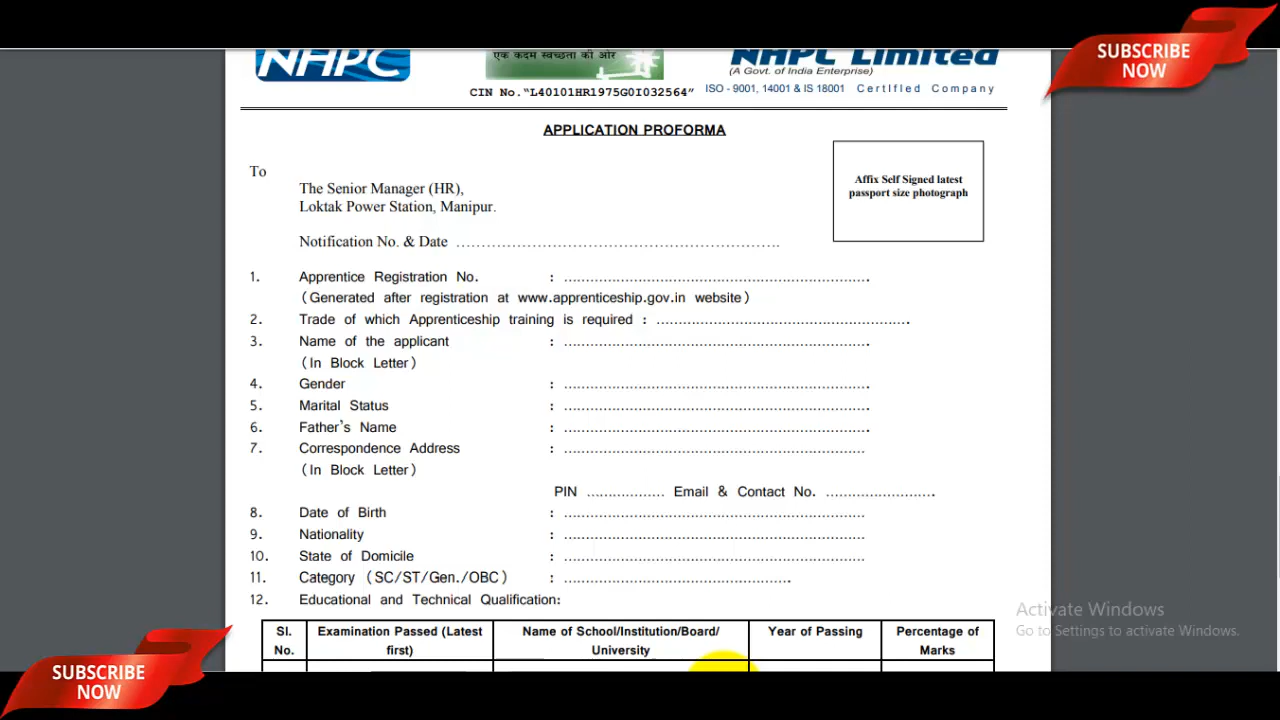 SUBSCRIBE
NOW
NHPC
एक कदम स्वच्छता की ओर
NHPC Limited
(A Govt. of India Enterprise)
CIN No."L40101HR1975GOI032564"
ISO - 9001, 14001 & IS 18001 Certified Company
APPLICATION PROFORMA
Affix Self Signed latest
passport size photograph
To
The Senior Manager (HR),
Loktak Power Station, Manipur.
Notification No. & Date ……………………………………………………….
1. Apprentice Registration No. : …………………………………………………………….
(Generated after registration at www.apprenticeship.gov.in website)
2. Trade of which Apprenticeship training is required : ………………………………………………….
3. Name of the applicant : …………………………………………………………….
(In Block Letter)
4. Gender : …………………………………………………………….
5. Marital Status : …………………………………………………………….
6. Father's Name : …………………………………………………………….
7. Correspondence Address : ……………………………………………………………
(In Block Letter)
PIN ……………… Email & Contact No. …………………….
8. Date of Birth : ……………………………………………………………
9. Nationality : ……………………………………………………………
10. State of Domicile : ……………………………………………………………
11. Category (SC/ST/Gen./OBC) : …………………………………………….
12. Educational and Technical Qualification:
Sl. No. Examination Passed (Latest first) Name of School/Institution/Board/ University Year of Passing Percentage of Marks
Activate Windows
Go to Settings to activate Windows.
SUBSCRIBE
NOW